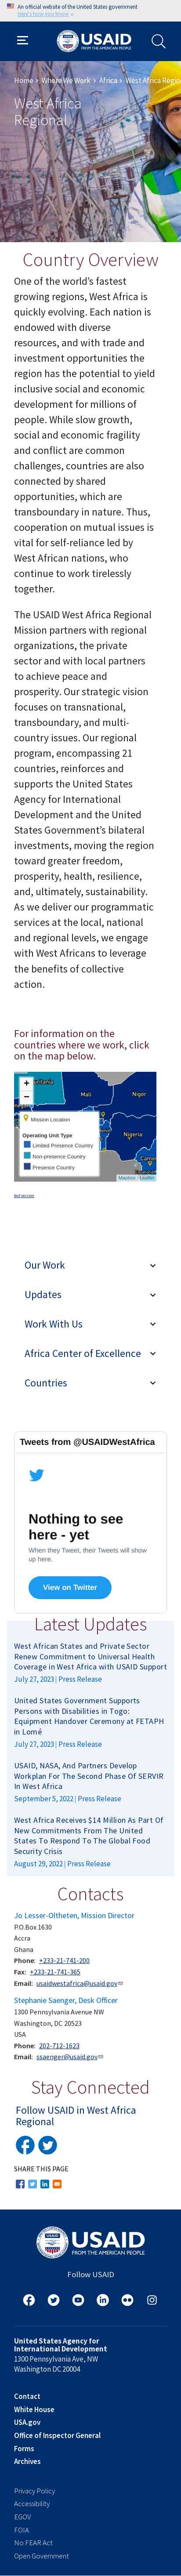 An official website of the United States government
Here's how you know
USAID
FROM THE AMERICAN PEOPLE
Home > Where We Work > Africa > West Africa Regio
West Africa
Regional
Country Overview
One of the world's fastest
growing regions, West Africa is
quickly evolving. Each nation is
endowed with diverse
resources, and with trade and
investment opportunities the
region has the potential to yield
inclusive social and economic
development for millions of
people. While slow growth,
social and economic fragility
and conflict are common
challenges, countries are also
connected by shared
opportunities, which are
transboundary in nature. Thus,
cooperation on mutual issues is
vital for self-reliance led by
West African nations, who
continue to work tirelessly
together.
The USAID West Africa Regional
Mission partners with regional
organizations, the private
sector and with local partners
to achieve peace and
prosperity. Our strategic vision
focuses on transnational,
transboundary, and multi-
country issues. Our regional
program, encompassing 21
countries, reinforces and
supports the United States
Agency for International
Development and the United
States Government's bilateral
investments, moving the region
toward greater freedom,
prosperity, health, resilience,
and, ultimately, sustainability.
As we deliver our programmatic
services at the local, national
and regional levels, we engage
with West Africans to leverage
the benefits of collective
action.
For information on the
countries where we work, click
on the map below.
+
−
Mauritania
Mali
Niger
Nigeria
Mission Location
Operating Unit Type
Limited Presence Country
Non-presence Country
Presence Country
Mapbox - Leaflet
text version
Our Work
Updates
Work With Us
Africa Center of Excellence
Countries
Tweets from @USAIDWestAfrica
Nothing to see
here - yet
When they Tweet, their Tweets will show
up here.
View on Twitter
Latest Updates
West African States and Private Sector
Renew Commitment to Universal Health
Coverage in West Africa with USAID Support
July 27, 2023 | Press Release
United States Government Supports
Persons with Disabilities in Togo:
Equipment Handover Ceremony at FETAPH
in Lomé
July 27, 2023 | Press Release
USAID, NASA, And Partners Develop
Workplan For The Second Phase Of SERVIR
In West Africa
September 5, 2022 | Press Release
West Africa Receives $14 Million As Part Of
New Commitments From The United
States To Respond To The Global Food
Security Crisis
August 29, 2022 | Press Release
Contacts
Jo Lesser-Oltheten, Mission Director
P.O.Box 1630
Accra
Ghana
Phone: +233-21-741-200
Fax: +233-21-741-365
Email: usaidwestafrica@usaid.gov
Stephanie Saenger, Desk Officer
1300 Pennsylvania Avenue NW
Washington, DC 20523
USA
Phone: 202-712-1623
Email: ssaenger@usaid.gov
Stay Connected
Follow USAID in West Africa
Regional
SHARE THIS PAGE
USAID
FROM THE AMERICAN PEOPLE
Follow USAID
United States Agency for
International Development
1300 Pennsylvania Ave, NW
Washington DC 20004
Contact
White House
USA.gov
Office of Inspector General
Forms
Archives
Privacy Policy
Accessibility
EGOV
FOIA
No FEAR Act
Open Government